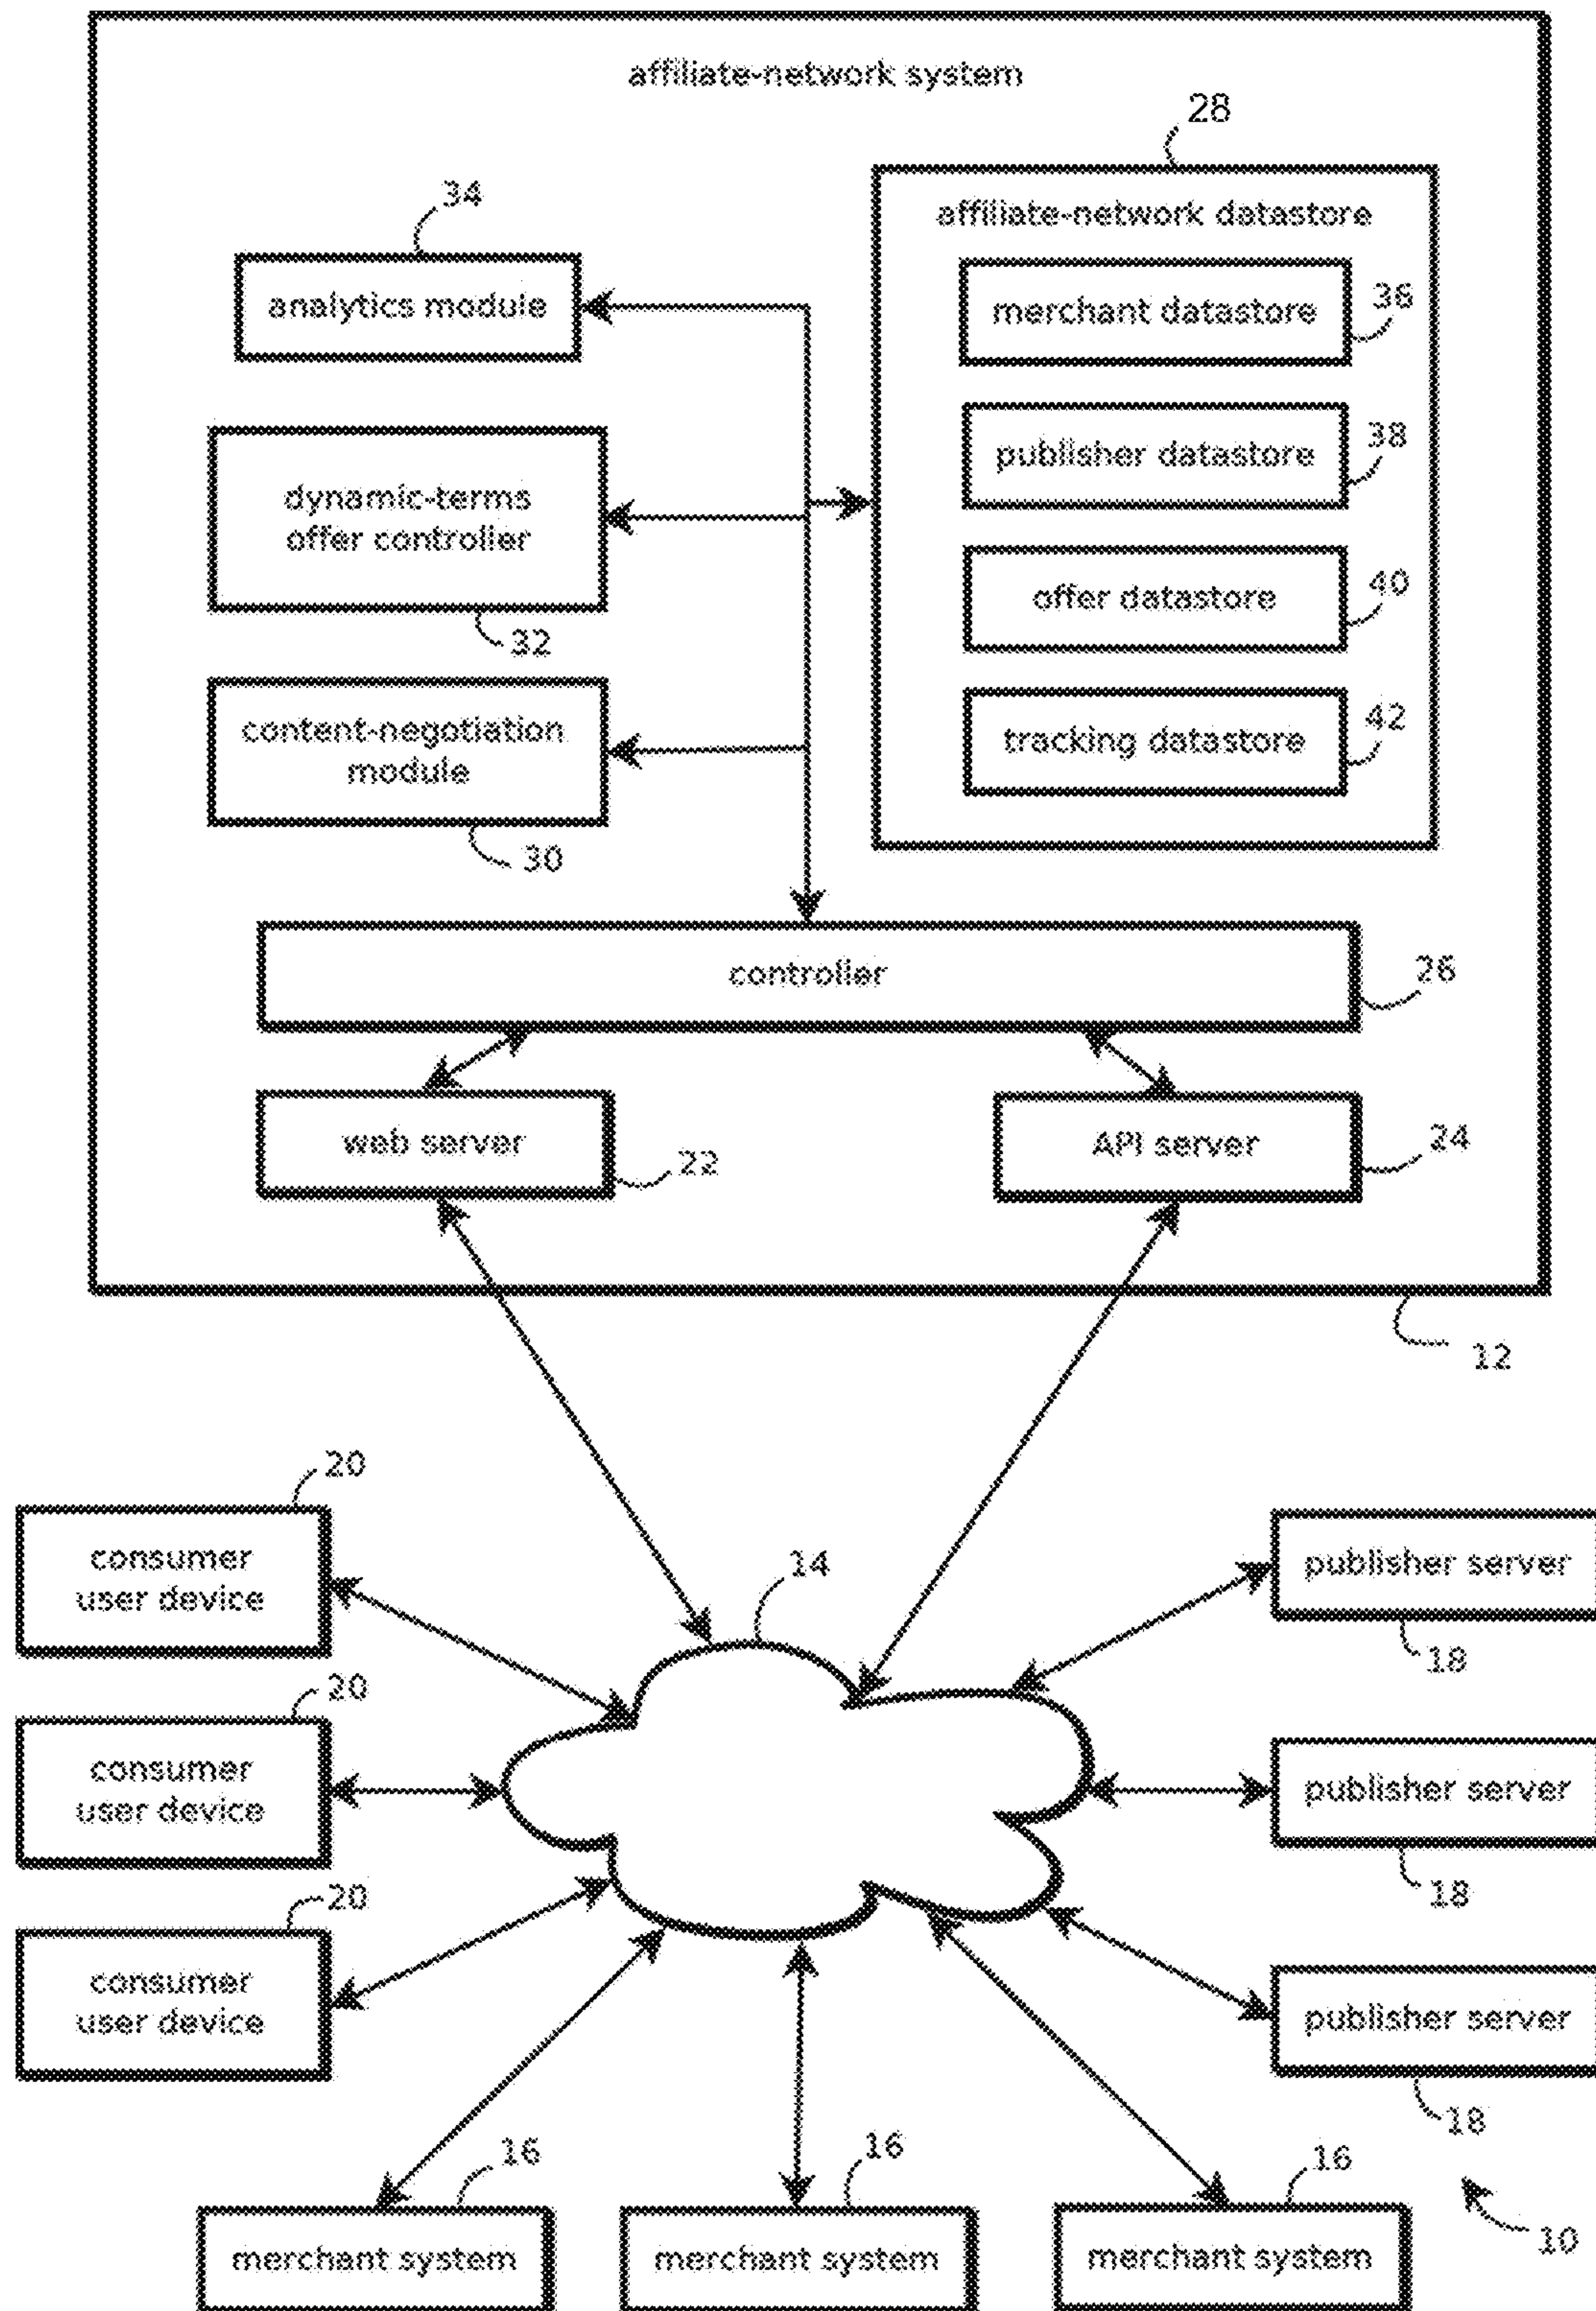 affiliate-network system
28
34
affiliate-network datastore
analytics module
merchant datastore
36
publisher datastore
38
dynamic-terms
offer controller
32
offer datastore
40
content-negotiation
module
30
tracking datastore
42
controller
26
web server
22
API server
24
12
20
consumer
user device
14
publisher server
18
20
consumer
user device
publisher server
18
20
consumer
user device
publisher server
18
16
merchant system
16
merchant system
16
merchant system
10